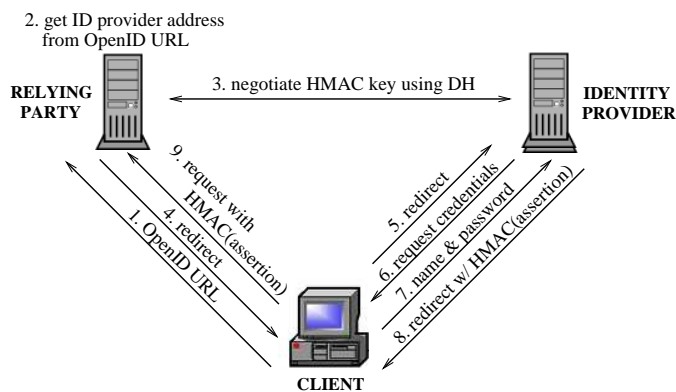 2. get ID provider address
from OpenID URL
RELYING
PARTY
3. negotiate HMAC key using DH
IDENTITY
PROVIDER
9. request with
HMAC(assertion)
4. redirect
1. OpenID URL
5. redirect
6. request credentials
7. name & password
8. redirect w/ HMAC(assertion)
CLIENT